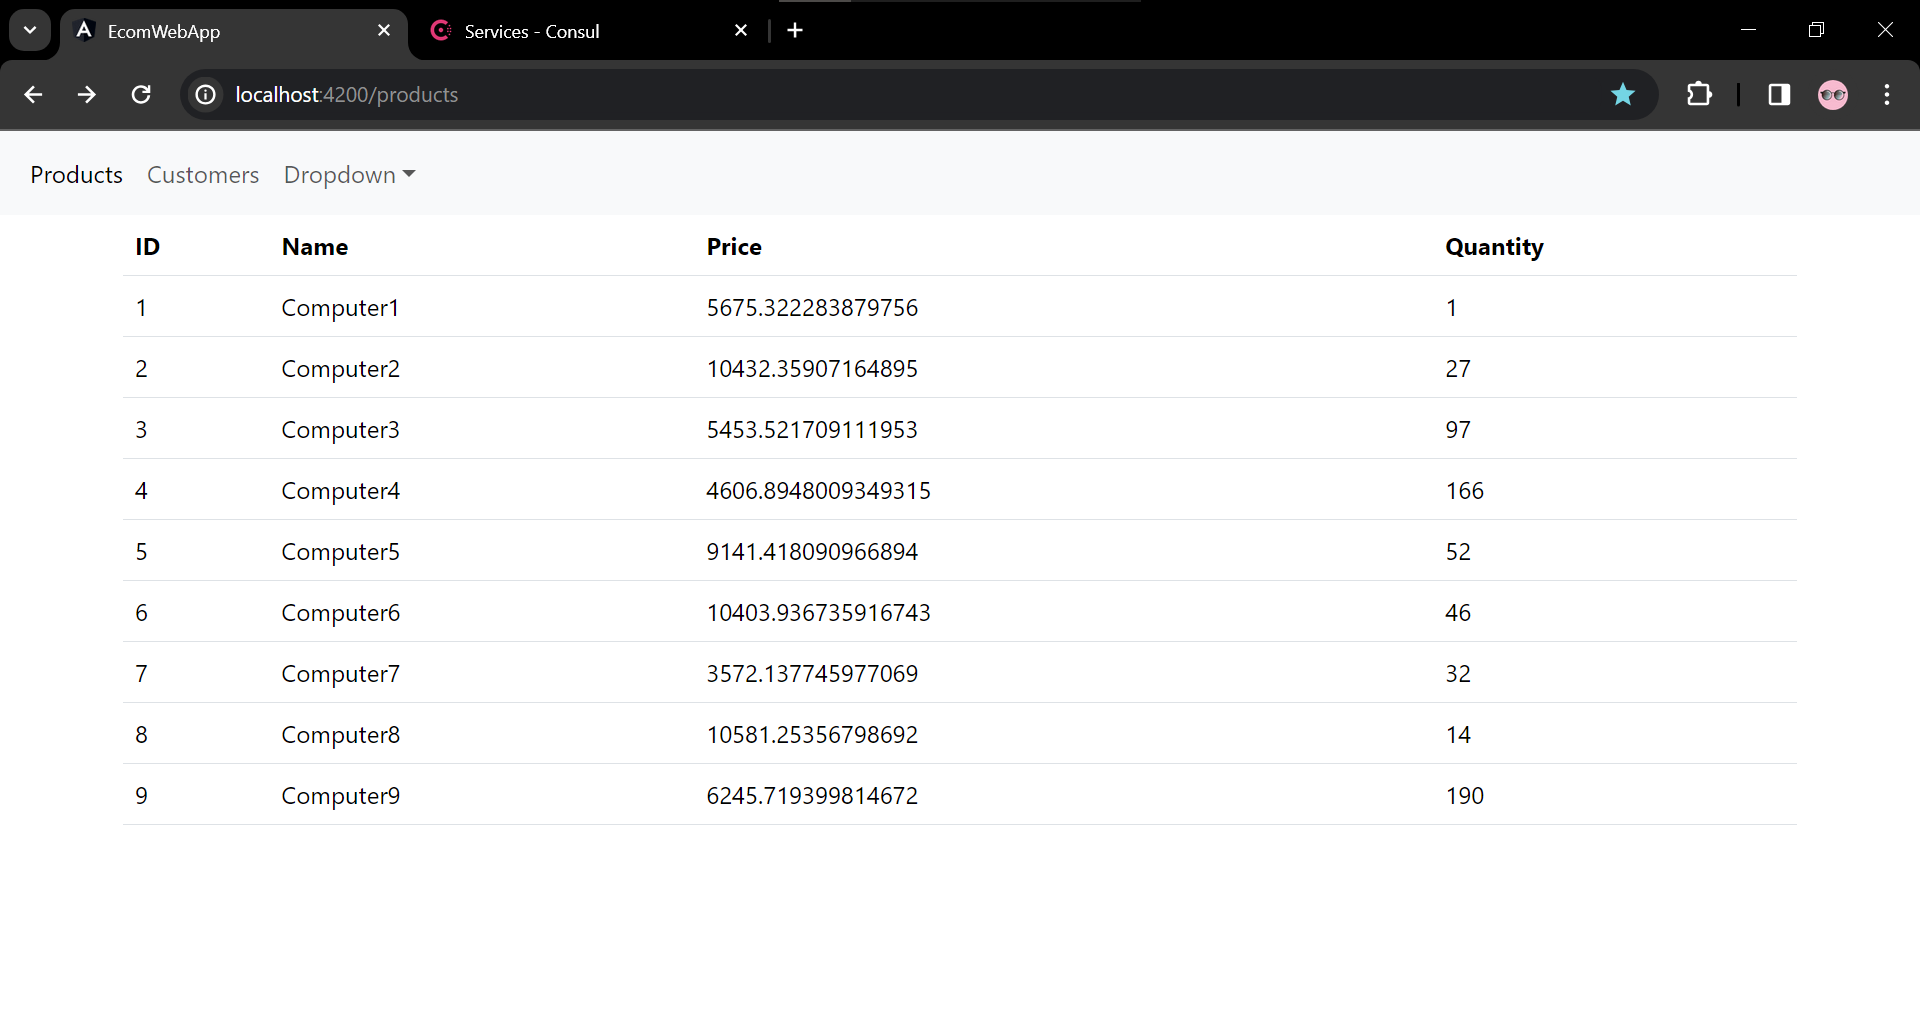 EcomWebApp Services - Consul
localhost:4200/products
Products Customers Dropdown
ID Name Price Quantity
1 Computer1 5675.322283879756 1
2 Computer2 10432.35907164895 27
3 Computer3 5453.521709111953 97
4 Computer4 4606.8948009349315 166
5 Computer5 9141.418090966894 52
6 Computer6 10403.936735916743 46
7 Computer7 3572.137745977069 32
8 Computer8 10581.25356798692 14
9 Computer9 6245.719399814672 190